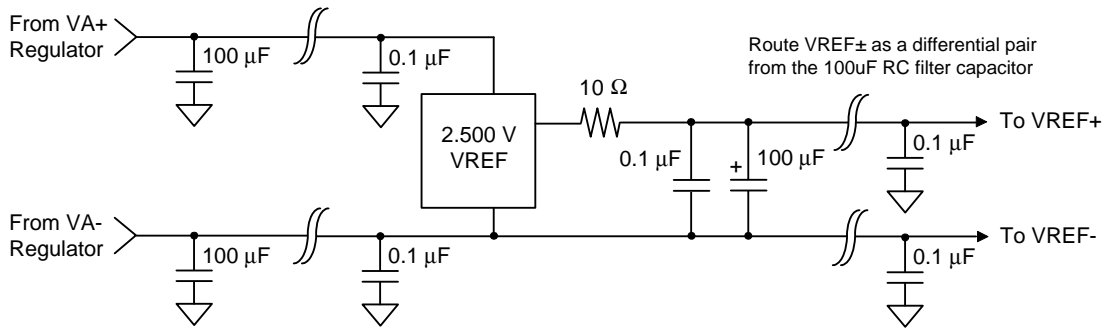 From VA+
Regulator
100 µF
0.1 µF
Route VREF± as a differential pair
from the 100uF RC filter capacitor
10 Ω
2.500 V
VREF
0.1 µF
+
100 µF
To VREF+
0.1 µF
From VA-
Regulator
100 µF
0.1 µF
To VREF-
0.1 µF